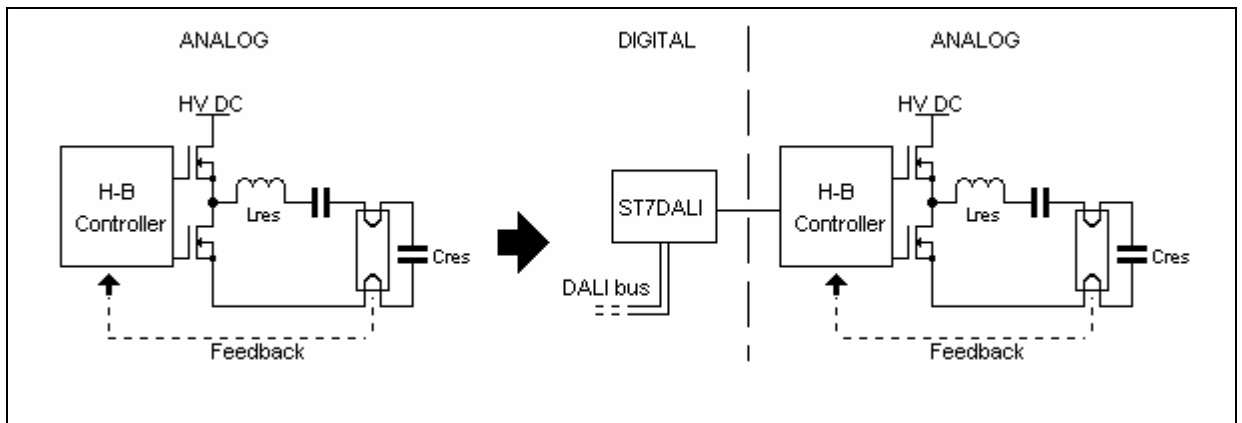 ANALOG
HV DC
H-B
Controller
Lres
Cres
Feedback
DIGITAL
ST7DALI
DALI bus
ANALOG
HV DC
H-B
Controller
Lres
Cres
Feedback